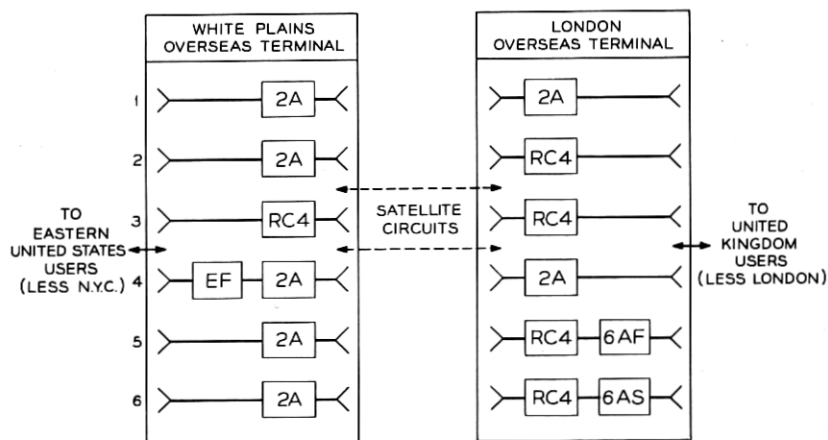 WHITE PLAINS
OVERSEAS TERMINAL
LONDON
OVERSEAS TERMINAL
1
2A
2A
2
2A
RC4
3
RC4
RC4
TO
EASTERN
UNITED STATES
USERS
(LESS N.Y.C.)
SATELLITE
CIRCUITS
TO
UNITED
KINGDOM
USERS
(LESS LONDON)
4
EF
2A
2A
5
2A
RC4
6AF
6
2A
RC4
6AS